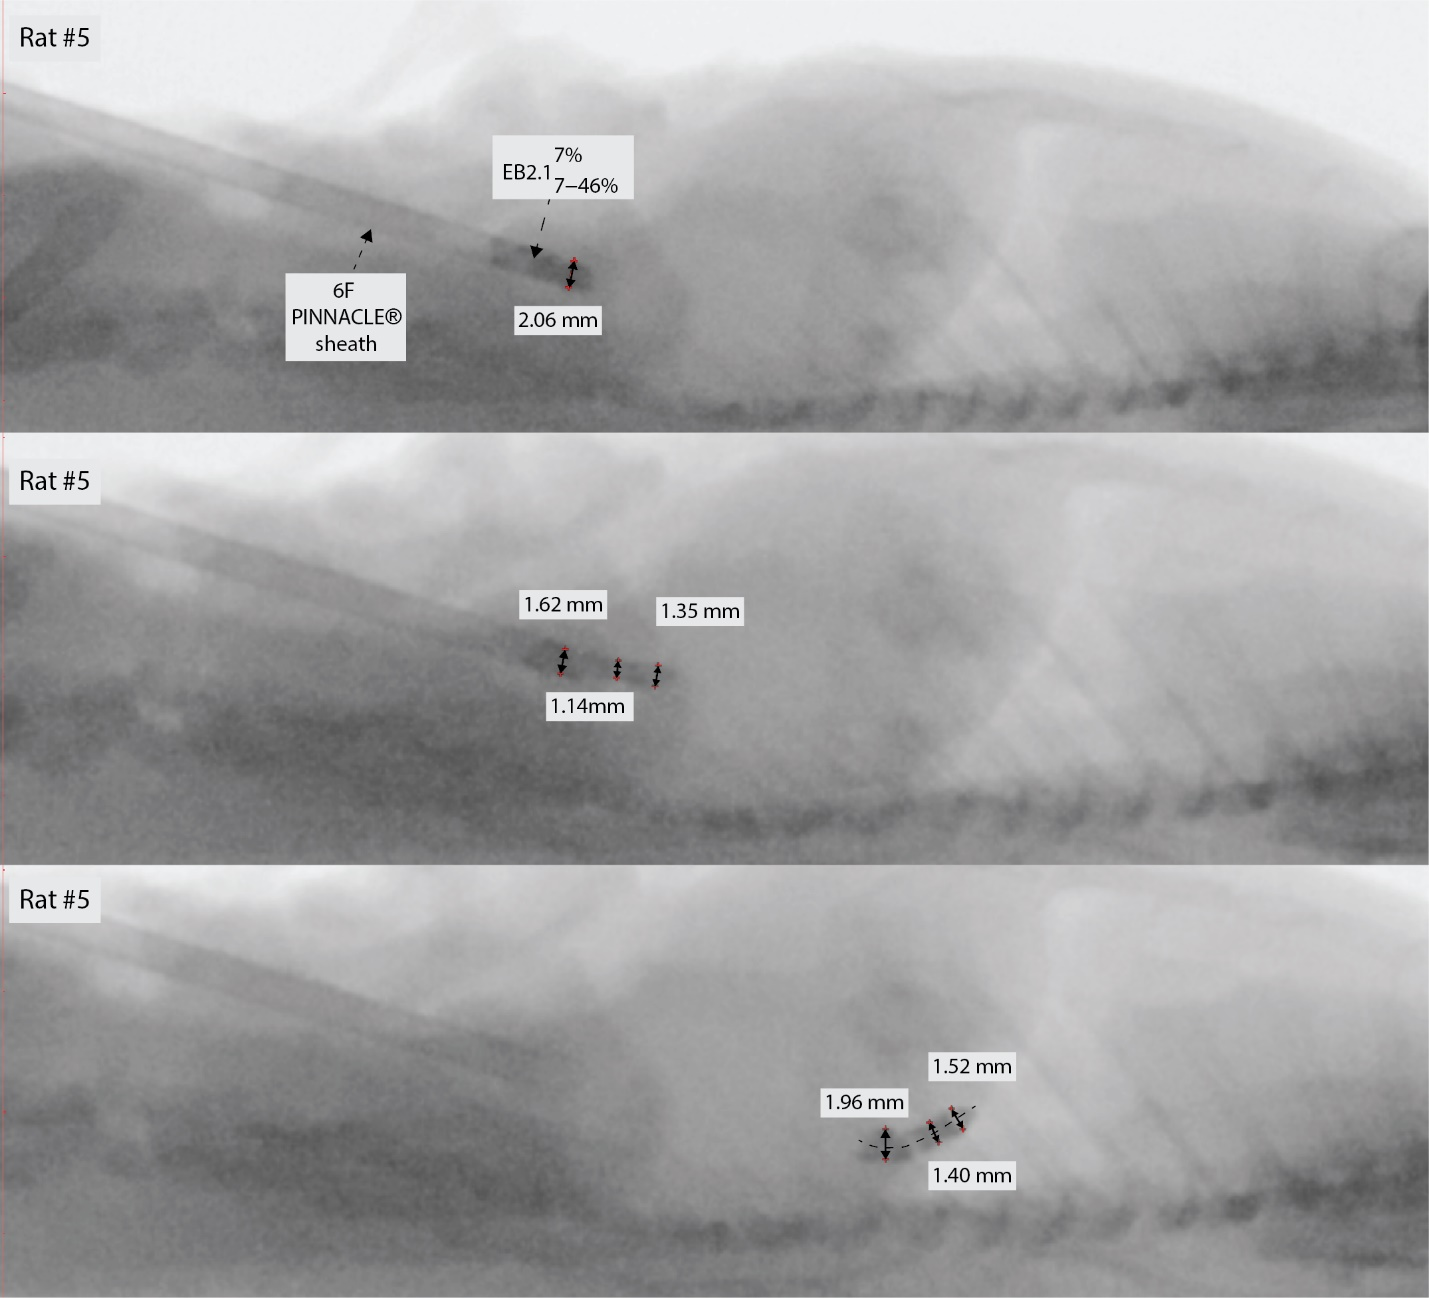 Rat #5
7%
EB2.1
7–46%
6F
PINNACLE®
sheath
2.06 mm
Rat #5
1.62 mm
1.35 mm
1.14mm
Rat #5
1.52 mm
1.96 mm
1.40 mm